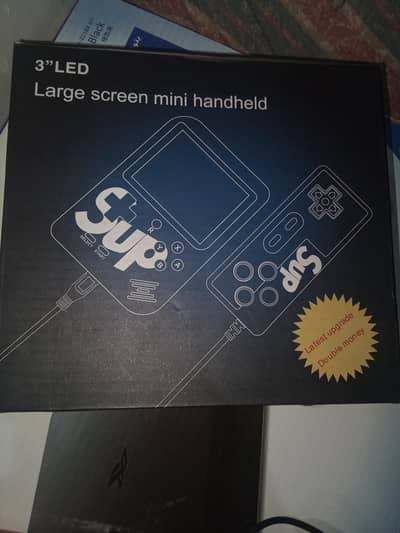 Black
3"LED
Large screen mini handheld
Sup
R
Y
X
B
A
Sup
Latest upgrade
Double money